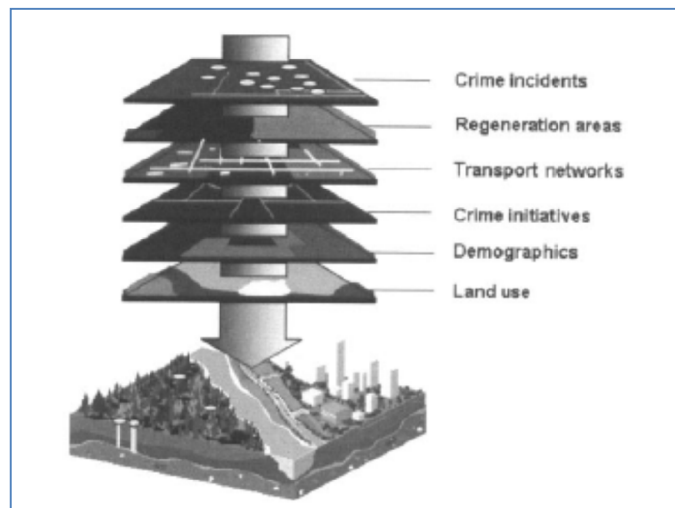 Crime incidents
Regeneration areas
Transport networks
Crime initiatives
Demographics
Land use